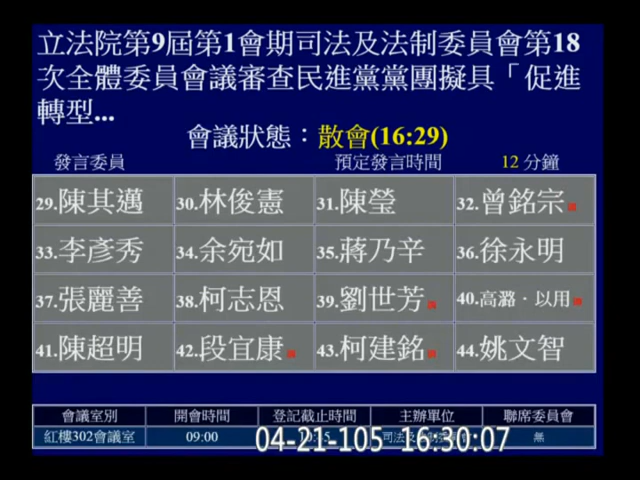 立法院第9屆第1會期司法及法制委員會第18
次全體委員會議審查民進黨黨團擬具「促進
轉型...
會議狀態：散會(16:29)
發言委員 預定發言時間 12 分鐘
29.陳其邁 30.林俊憲 31.陳瑩 32.曾銘宗
33.李彥秀 34.余宛如 35.蔣乃辛 36.徐永明
37.張麗善 38.柯志恩 39.劉世芳 40.高潞．以用
41.陳超明 42.段宜康 43.柯建銘 44.姚文智
會議室別 開會時間 登記截止時間 主辦單位 聯席委員會
紅樓302會議室 09:00 無
04-21-105 16:30:07